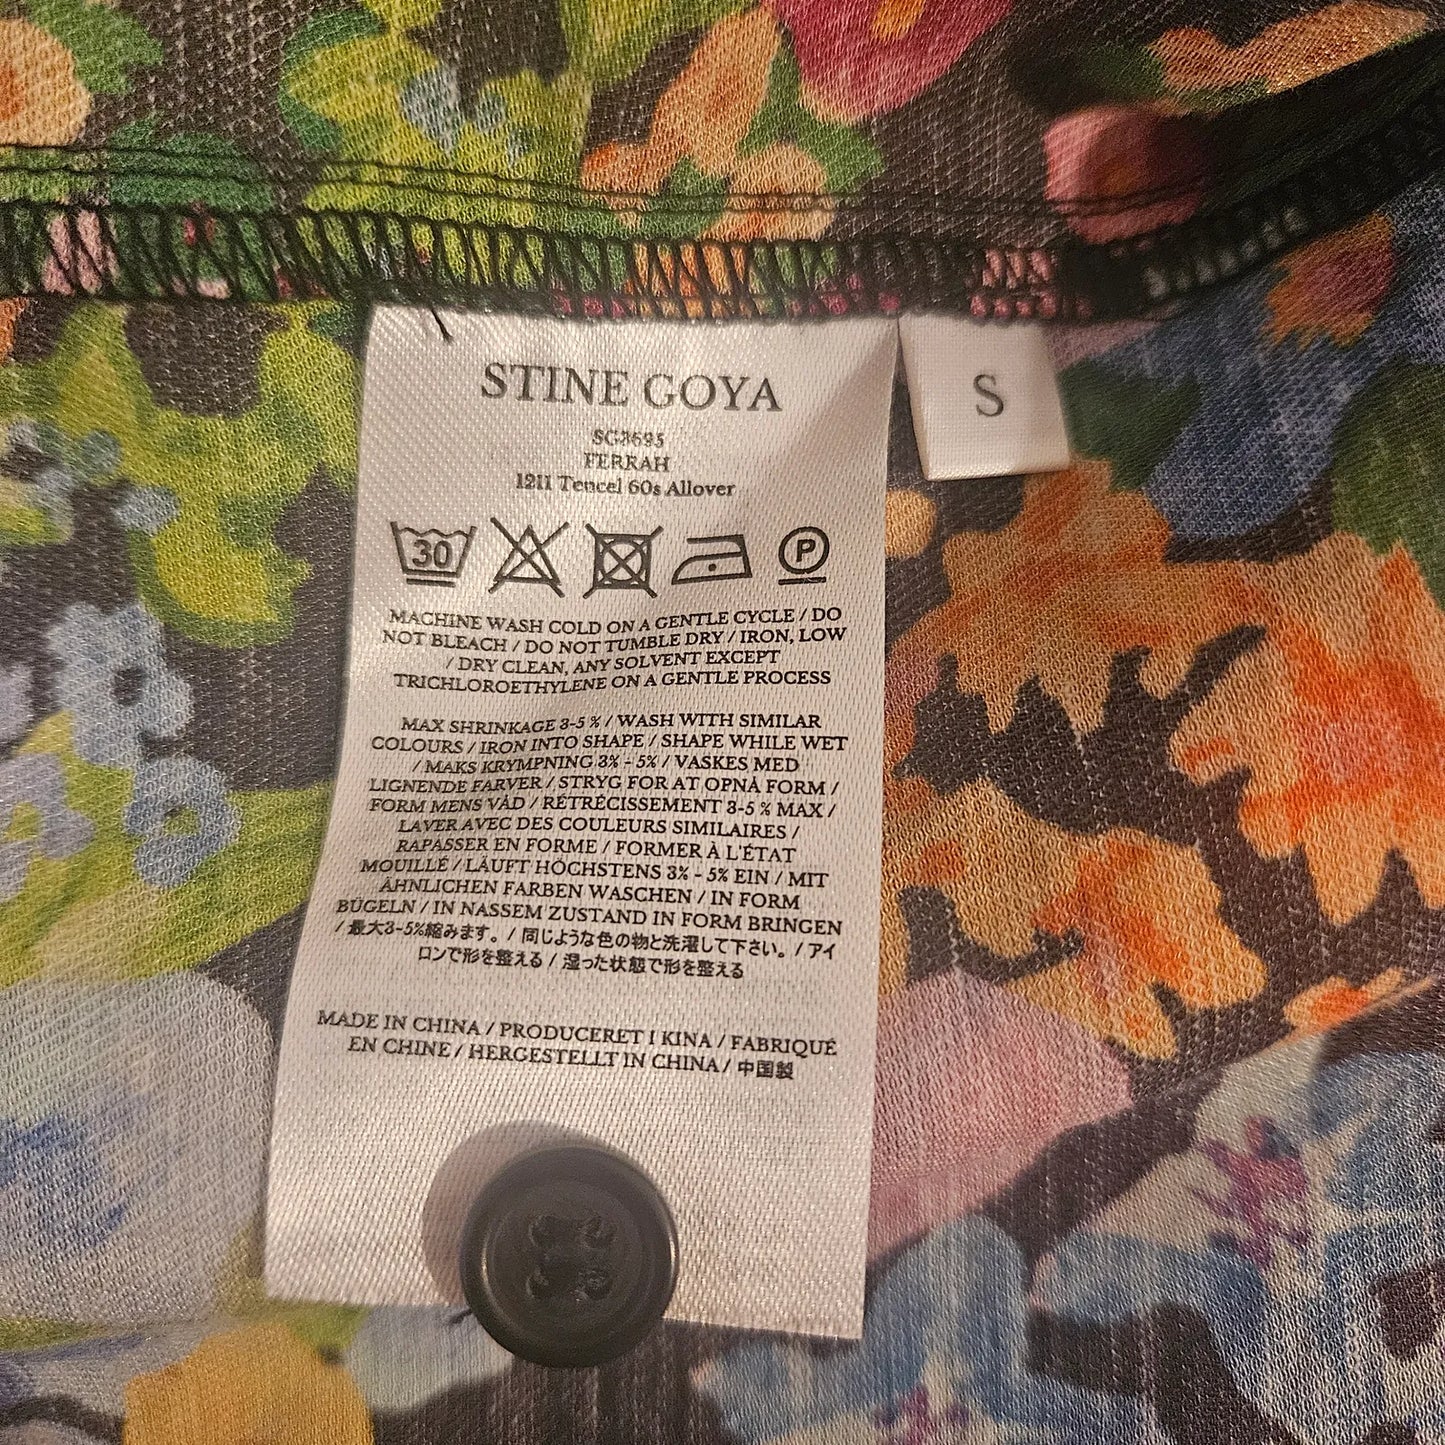 STINE GOYA
S
SG3695
FERRAH
1211 Tencel 60s Allover
30
P
MACHINE WASH COLD ON A GENTLE CYCLE / DO
NOT BLEACH / DO NOT TUMBLE DRY / IRON, LOW
/ DRY CLEAN, ANY SOLVENT EXCEPT
TRICHLOROETHYLENE ON A GENTLE PROCESS
MAX SHRINKAGE 3-5 % / WASH WITH SIMILAR
COLOURS / IRON INTO SHAPE / SHAPE WHILE WET
/ MAKS KRYMPNING 3% - 5% / VASKES MED
LIGNENDE FARVER / STRYG FOR AT OPNÅ FORM /
FORM MENS VÅD / RÉTRÉCISSEMENT 3-5 % MAX /
LAVER AVEC DES COULEURS SIMILAIRES /
RAPASSER EN FORME / FORMER À L'ÉTAT
MOUILLÉ / LÄUFT HÖCHSTENS 3% - 5% EIN / MIT
ÄHNLICHEN FARBEN WASCHEN / IN FORM
BÜGELN / IN NASSEM ZUSTAND IN FORM BRINGEN
/ 最大3-5%縮みます。 / 同じような色の物と洗濯して下さい。 / アイ
ロンで形を整える / 湿った状態で形を整える
MADE IN CHINA / PRODUCERET I KINA / FABRIQUÉ
EN CHINE / HERGESTELLT IN CHINA / 中国製